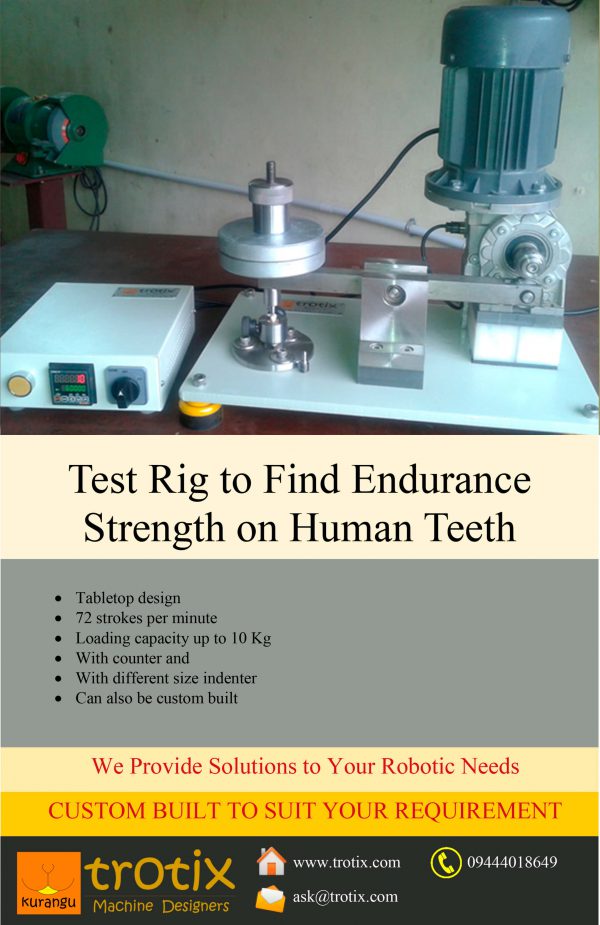 trotix
Test Rig to Find Endurance
Strength on Human Teeth
• Tabletop design
• 72 strokes per minute
• Loading capacity up to 10 Kg
• With counter and
• With different size indenter
• Can also be custom built
We Provide Solutions to Your Robotic Needs
CUSTOM BUILT TO SUIT YOUR REQUIREMENT
kurangu
trotix
Machine Designers
www.trotix.com
09444018649
ask@trotix.com